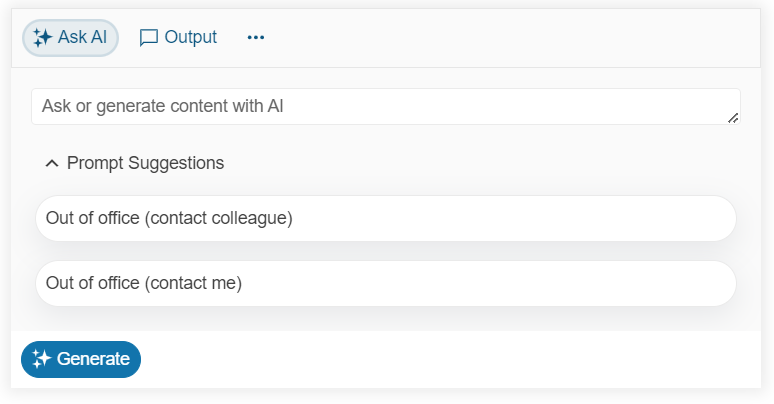 Ask AI Output •••
Ask or generate content with AI
Prompt Suggestions
Out of office (contact colleague)
Out of office (contact me)
Generate